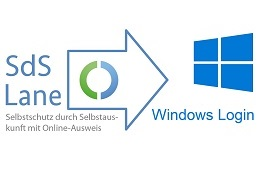 SdS
Lane
Selbstschutz durch Selbstaus-
kunft mit Online-Ausweis
Windows Login